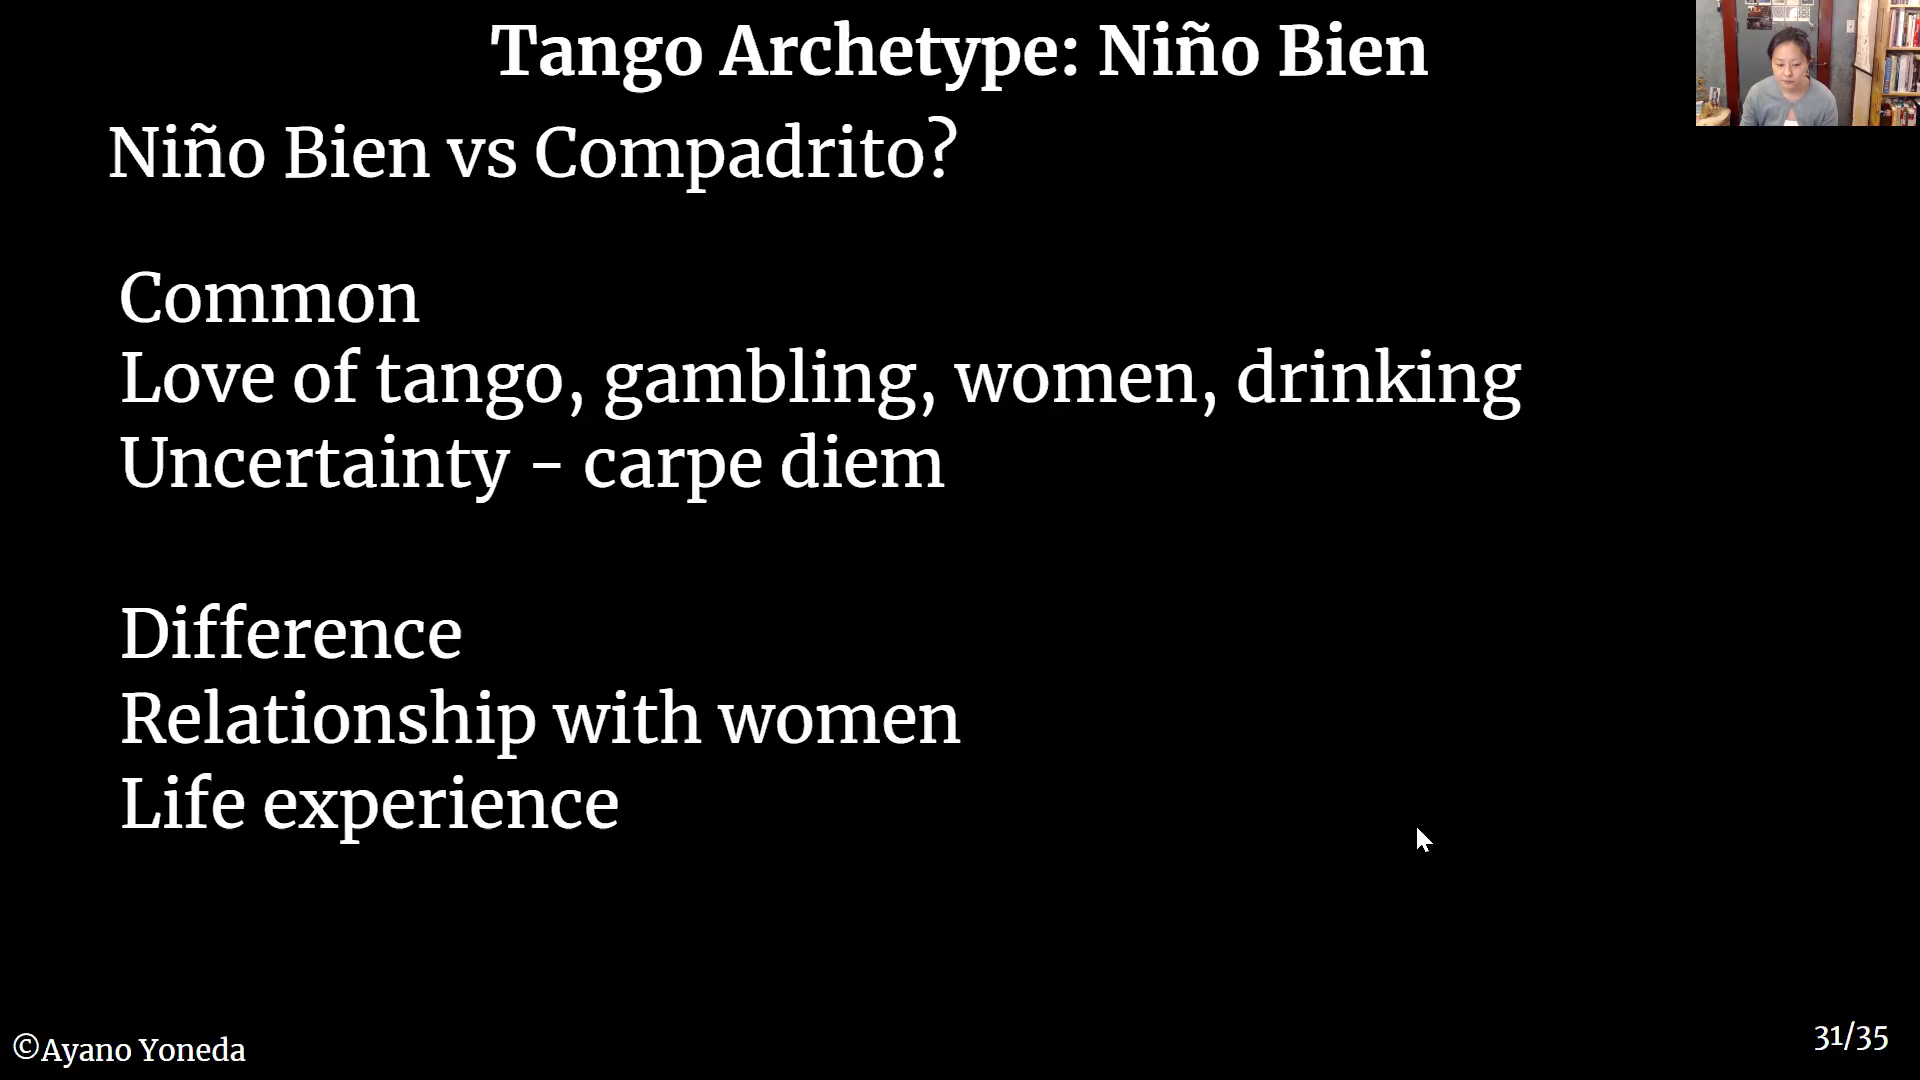 Tango Archetype: Niño Bien
Niño Bien vs Compadrito?
Common
Love of tango, gambling, women, drinking
Uncertainty - carpe diem
Difference
Relationship with women
Life experience
©Ayano Yoneda
31/35